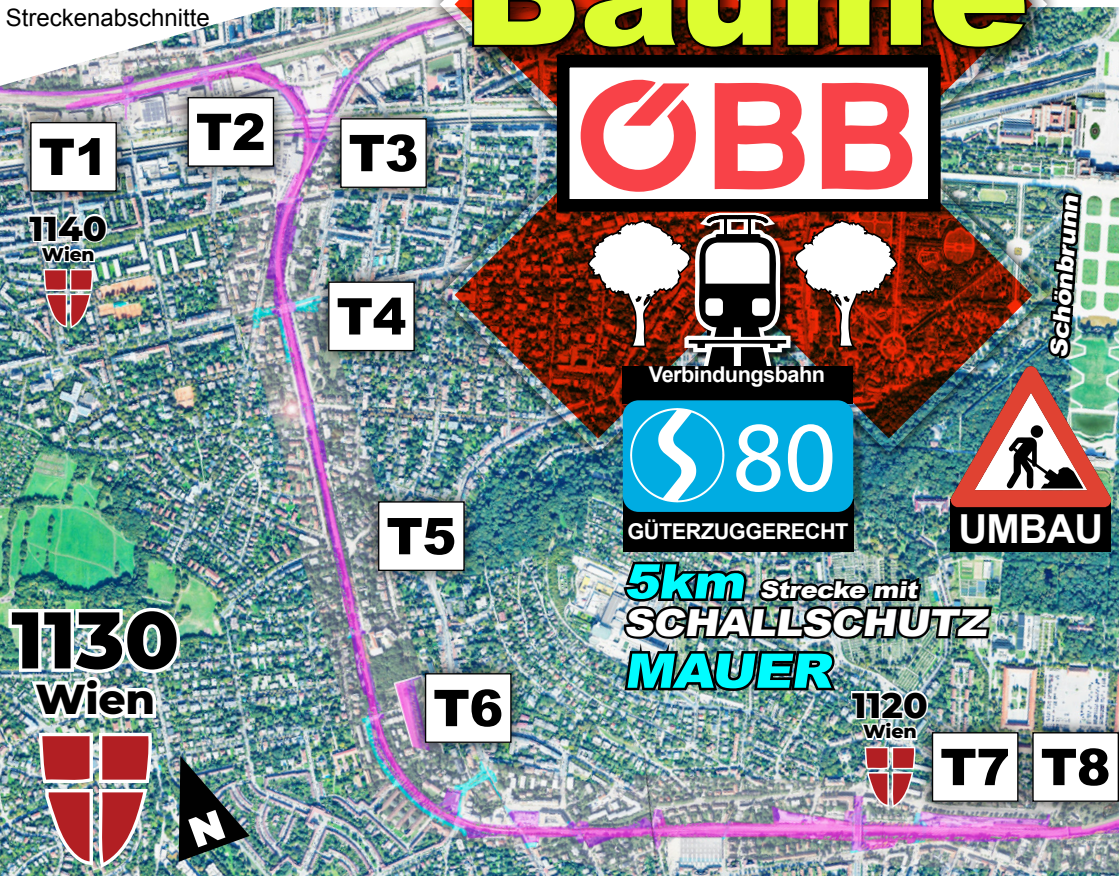 Streckenabschnitte
Bäume
ÖBB
T1
T2
T3
1140
Wien
Schönbrunn
T4
Verbindungsbahn
S 80
GÜTERZUGGERECHT
UMBAU
T5
5km Strecke mit
SCHALLSCHUTZ
MAUER
1130
Wien
T6
1120
Wien
T7
T8
N